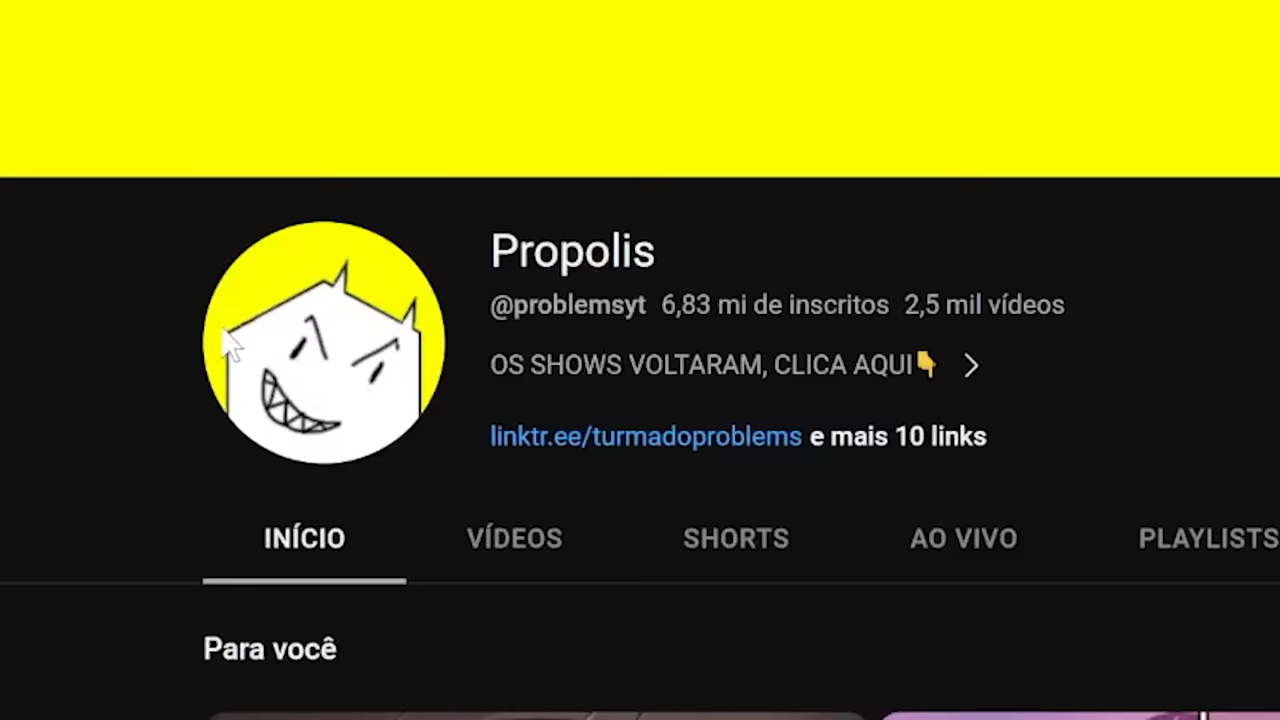 Propolis
@problemsyt 6,83 mi de inscritos 2,5 mil vídeos
OS SHOWS VOLTARAM, CLICA AQUI👇
linktr.ee/turmadoproblems e mais 10 links
INÍCIO VÍDEOS SHORTS AO VIVO PLAYLISTS
Para você